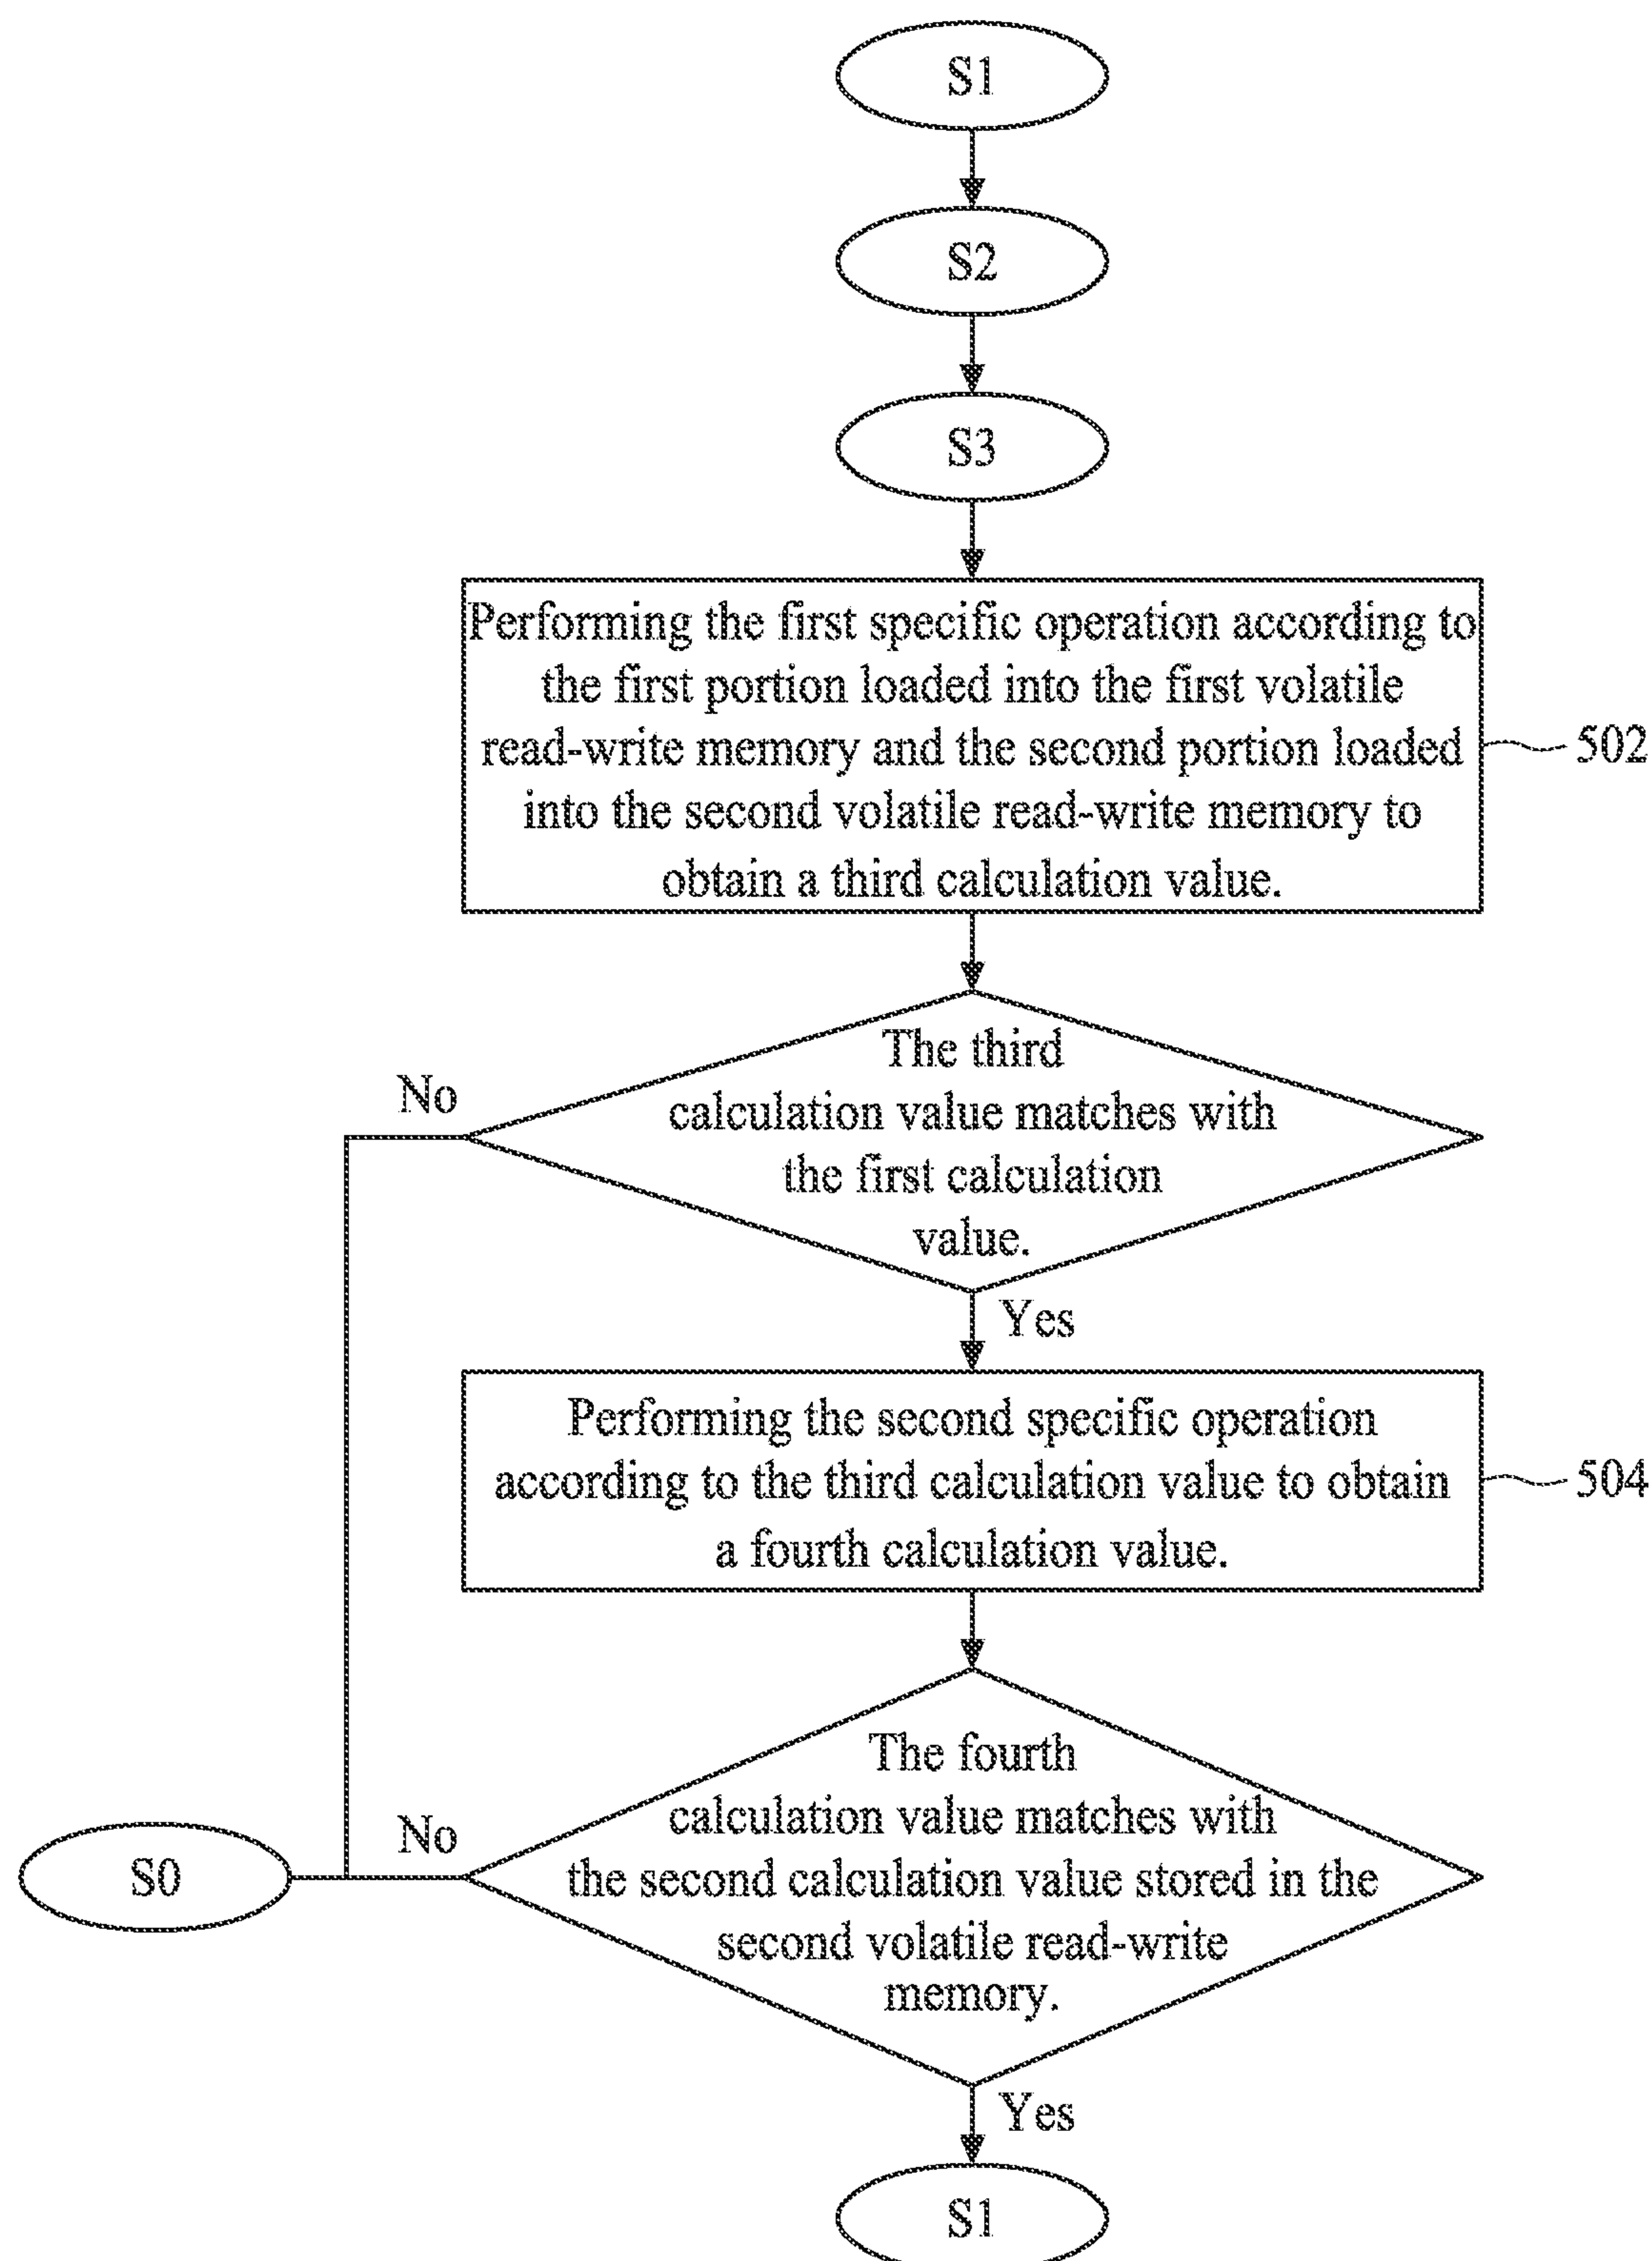 S1
S2
S3
Performing the first specific operation according to
the first portion loaded into the first volatile
read-write memory and the second portion loaded
into the second volatile read-write memory to
obtain a third calculation value.
502
The third
calculation value matches with
the first calculation
value.
No
Yes
Performing the second specific operation
according to the third calculation value to obtain
a fourth calculation value.
504
The fourth
calculation value matches with
the second calculation value stored in the
second volatile read-write
memory.
No
S0
Yes
S1